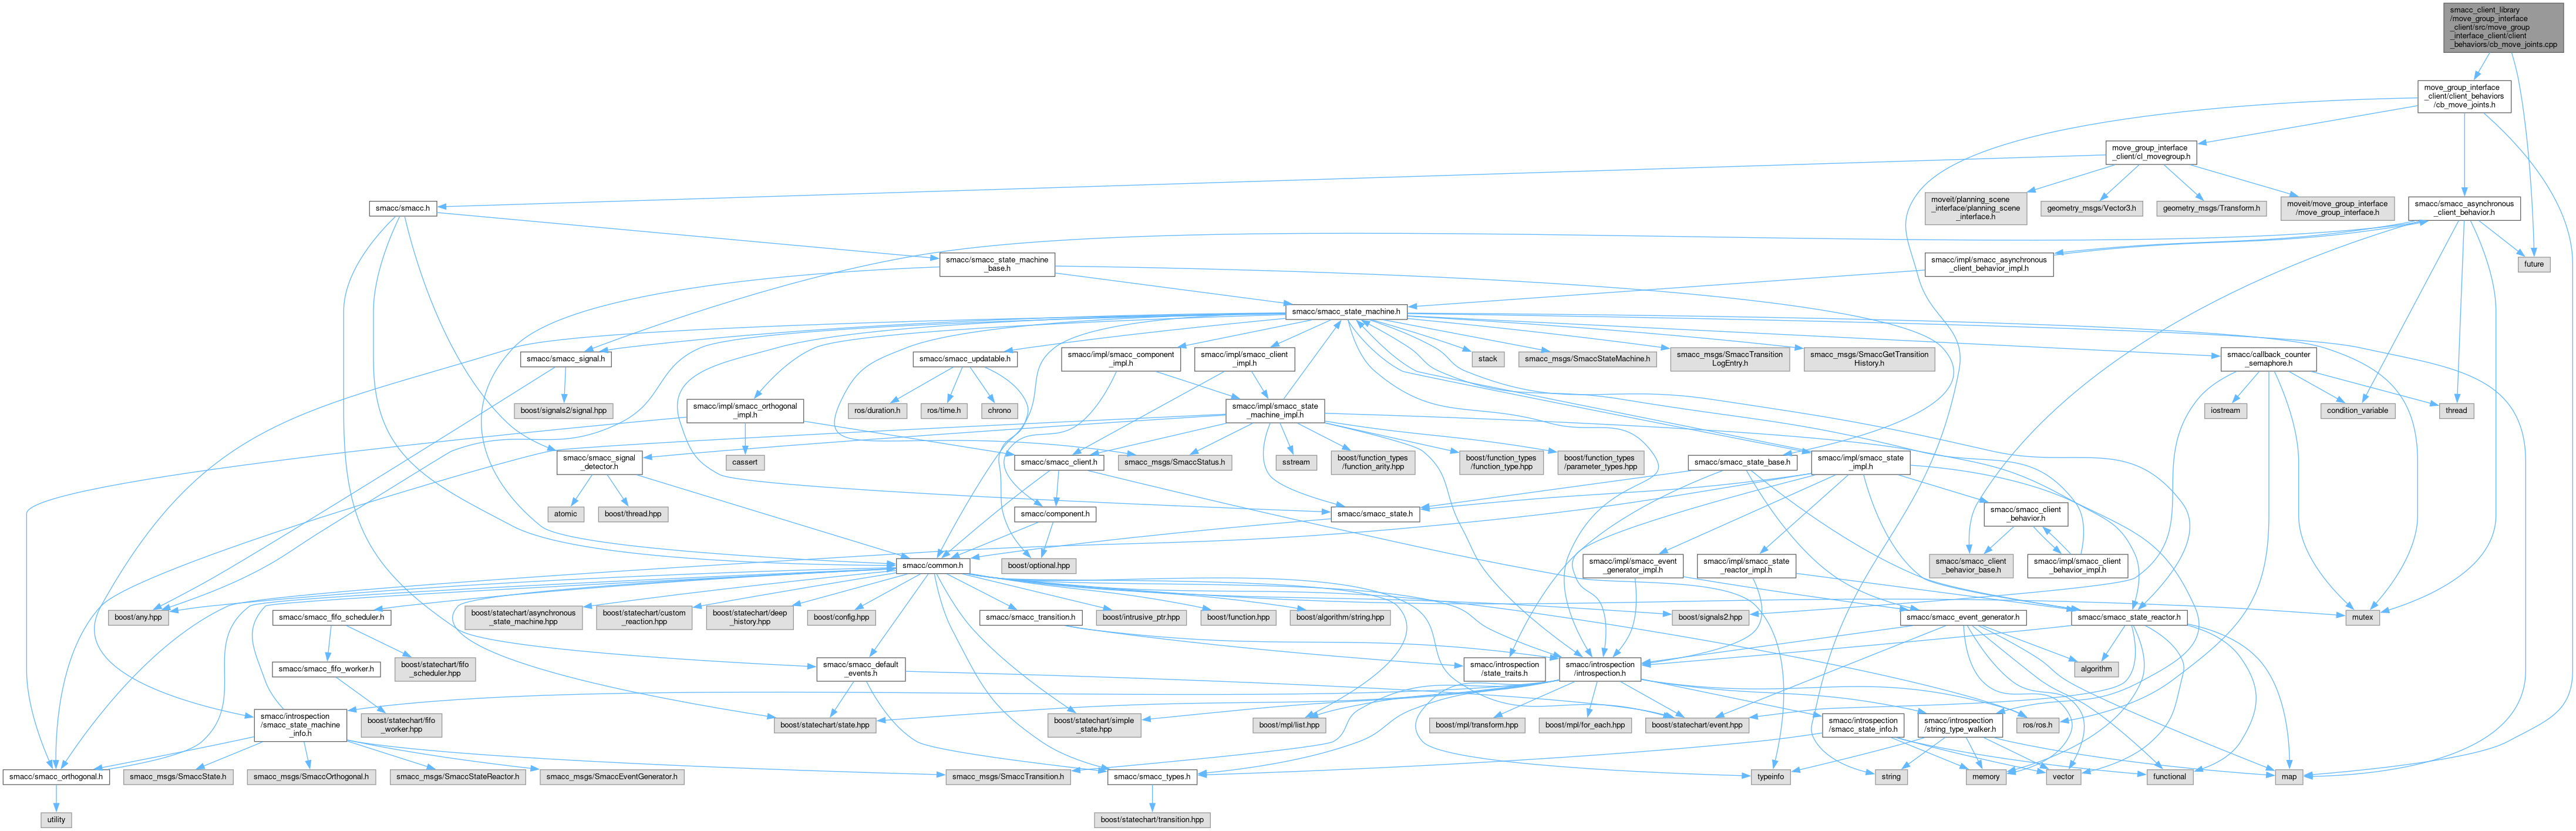 smacc_client_library
/move_group_interface
_client/src/move_group
_interface_client/client
_behaviors/cb_move_joints.cpp
move_group_interface
_client/client_behaviors
/cb_move_joints.h
move_group_interface
_client/cl_movegroup.h
smacc/smacc.h
moveit/planning_scene
_interface/planning_scene
_interface.h
geometry_msgs/Vector3.h
geometry_msgs/Transform.h
moveit/move_group_interface
/move_group_interface.h
smacc/smacc_asynchronous
_client_behavior.h
smacc/smacc_state_machine
_base.h
smacc/impl/smacc_asynchronous
_client_behavior_impl.h
future
smacc/smacc_state_machine.h
smacc/smacc_signal.h
smacc/smacc_updatable.h
smacc/impl/smacc_component
_impl.h
smacc/impl/smacc_client
_impl.h
stack
smacc_msgs/SmaccStateMachine.h
smacc_msgs/SmaccTransition
LogEntry.h
smacc_msgs/SmaccGetTransition
History.h
smacc/callback_counter
_semaphore.h
boost/signals2/signal.hpp
smacc/impl/smacc_orthogonal
_impl.h
ros/duration.h
ros/time.h
chrono
smacc/impl/smacc_state
_machine_impl.h
iostream
condition_variable
thread
smacc/smacc_signal
_detector.h
cassert
smacc/smacc_client.h
smacc_msgs/SmaccStatus.h
sstream
boost/function_types
/function_arity.hpp
boost/function_types
/function_type.hpp
boost/function_types
/parameter_types.hpp
smacc/smacc_state_base.h
smacc/impl/smacc_state
_impl.h
atomic
boost/thread.hpp
smacc/component.h
smacc/smacc_state.h
smacc/smacc_client
_behavior.h
smacc/common.h
boost/optional.hpp
smacc/impl/smacc_event
_generator_impl.h
smacc/impl/smacc_state
_reactor_impl.h
smacc/smacc_client
_behavior_base.h
smacc/impl/smacc_client
_behavior_impl.h
boost/any.hpp
smacc/smacc_fifo_scheduler.h
boost/statechart/asynchronous
_state_machine.hpp
boost/statechart/custom
_reaction.hpp
boost/statechart/deep
_history.hpp
boost/config.hpp
smacc/smacc_transition.h
boost/intrusive_ptr.hpp
boost/function.hpp
boost/algorithm/string.hpp
boost/signals2.hpp
smacc/smacc_event_generator.h
smacc/smacc_state_reactor.h
mutex
smacc/smacc_fifo_worker.h
boost/statechart/fifo
_scheduler.hpp
smacc/smacc_default
_events.h
smacc/introspection
/state_traits.h
smacc/introspection
/introspection.h
algorithm
smacc/introspection
/smacc_state_machine
_info.h
boost/statechart/fifo
_worker.hpp
boost/statechart/state.hpp
boost/statechart/simple
_state.hpp
boost/mpl/list.hpp
boost/mpl/transform.hpp
boost/mpl/for_each.hpp
boost/statechart/event.hpp
smacc/introspection
/smacc_state_info.h
smacc/introspection
/string_type_walker.h
ros/ros.h
smacc/smacc_orthogonal.h
smacc_msgs/SmaccState.h
smacc_msgs/SmaccOrthogonal.h
smacc_msgs/SmaccStateReactor.h
smacc_msgs/SmaccEventGenerator.h
smacc_msgs/SmaccTransition.h
smacc/smacc_types.h
typeinfo
string
memory
vector
functional
map
utility
boost/statechart/transition.hpp